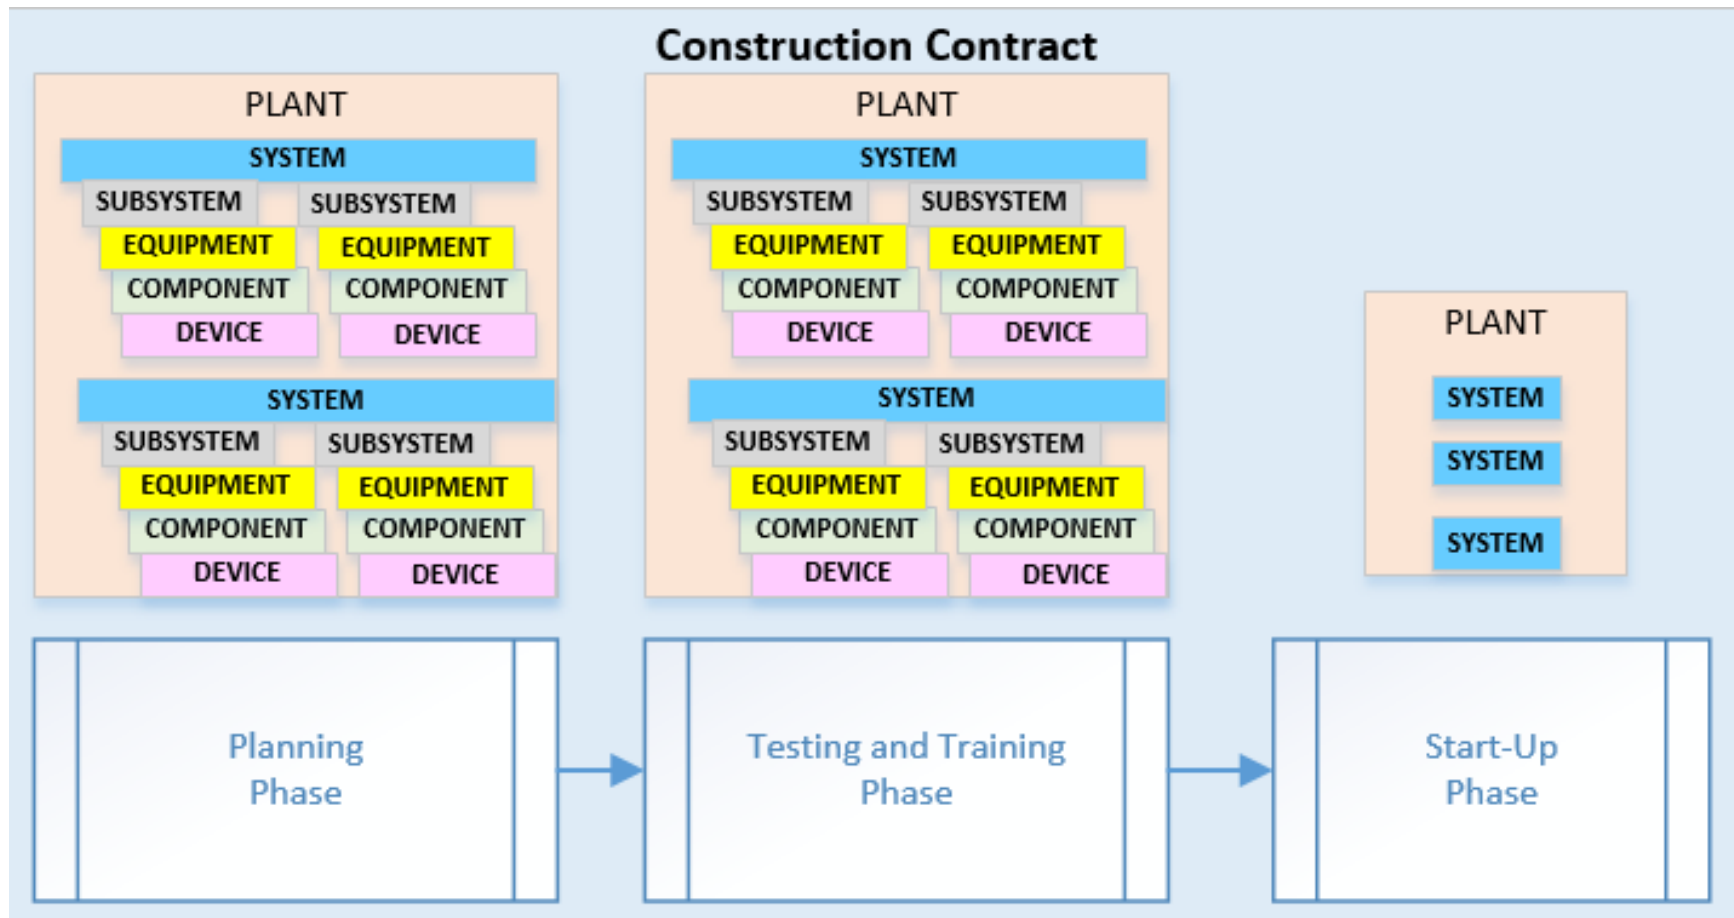 Construction Contract
PLANT
SYSTEM
SUBSYSTEM SUBSYSTEM
EQUIPMENT EQUIPMENT
COMPONENT COMPONENT
DEVICE DEVICE
SYSTEM
SUBSYSTEM SUBSYSTEM
EQUIPMENT EQUIPMENT
COMPONENT COMPONENT
DEVICE DEVICE
PLANT
SYSTEM
SUBSYSTEM SUBSYSTEM
EQUIPMENT EQUIPMENT
COMPONENT COMPONENT
DEVICE DEVICE
SYSTEM
SUBSYSTEM SUBSYSTEM
EQUIPMENT EQUIPMENT
COMPONENT COMPONENT
DEVICE DEVICE
PLANT
SYSTEM
SYSTEM
SYSTEM
Planning
Phase
Testing and Training
Phase
Start-Up
Phase